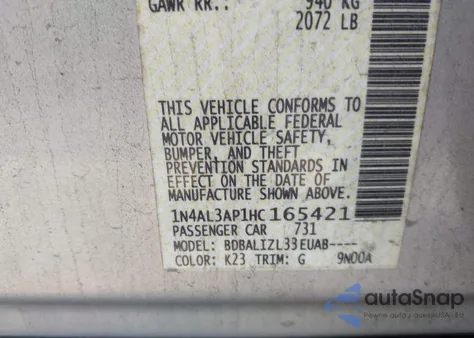 GAWR RR.: 940 KG
2072 LB
THIS VEHICLE CONFORMS TO
ALL APPLICABLE FEDERAL
MOTOR VEHICLE SAFETY,
BUMPER, AND THEFT
PREVENTION STANDARDS IN
EFFECT ON THE DATE OF
MANUFACTURE SHOWN ABOVE.
1N4AL3AP1HC165421
PASSENGER CAR 731
MODEL: BDBALIZL33EUAB----
COLOR: K23 TRIM: G 9N00A
autoSnap